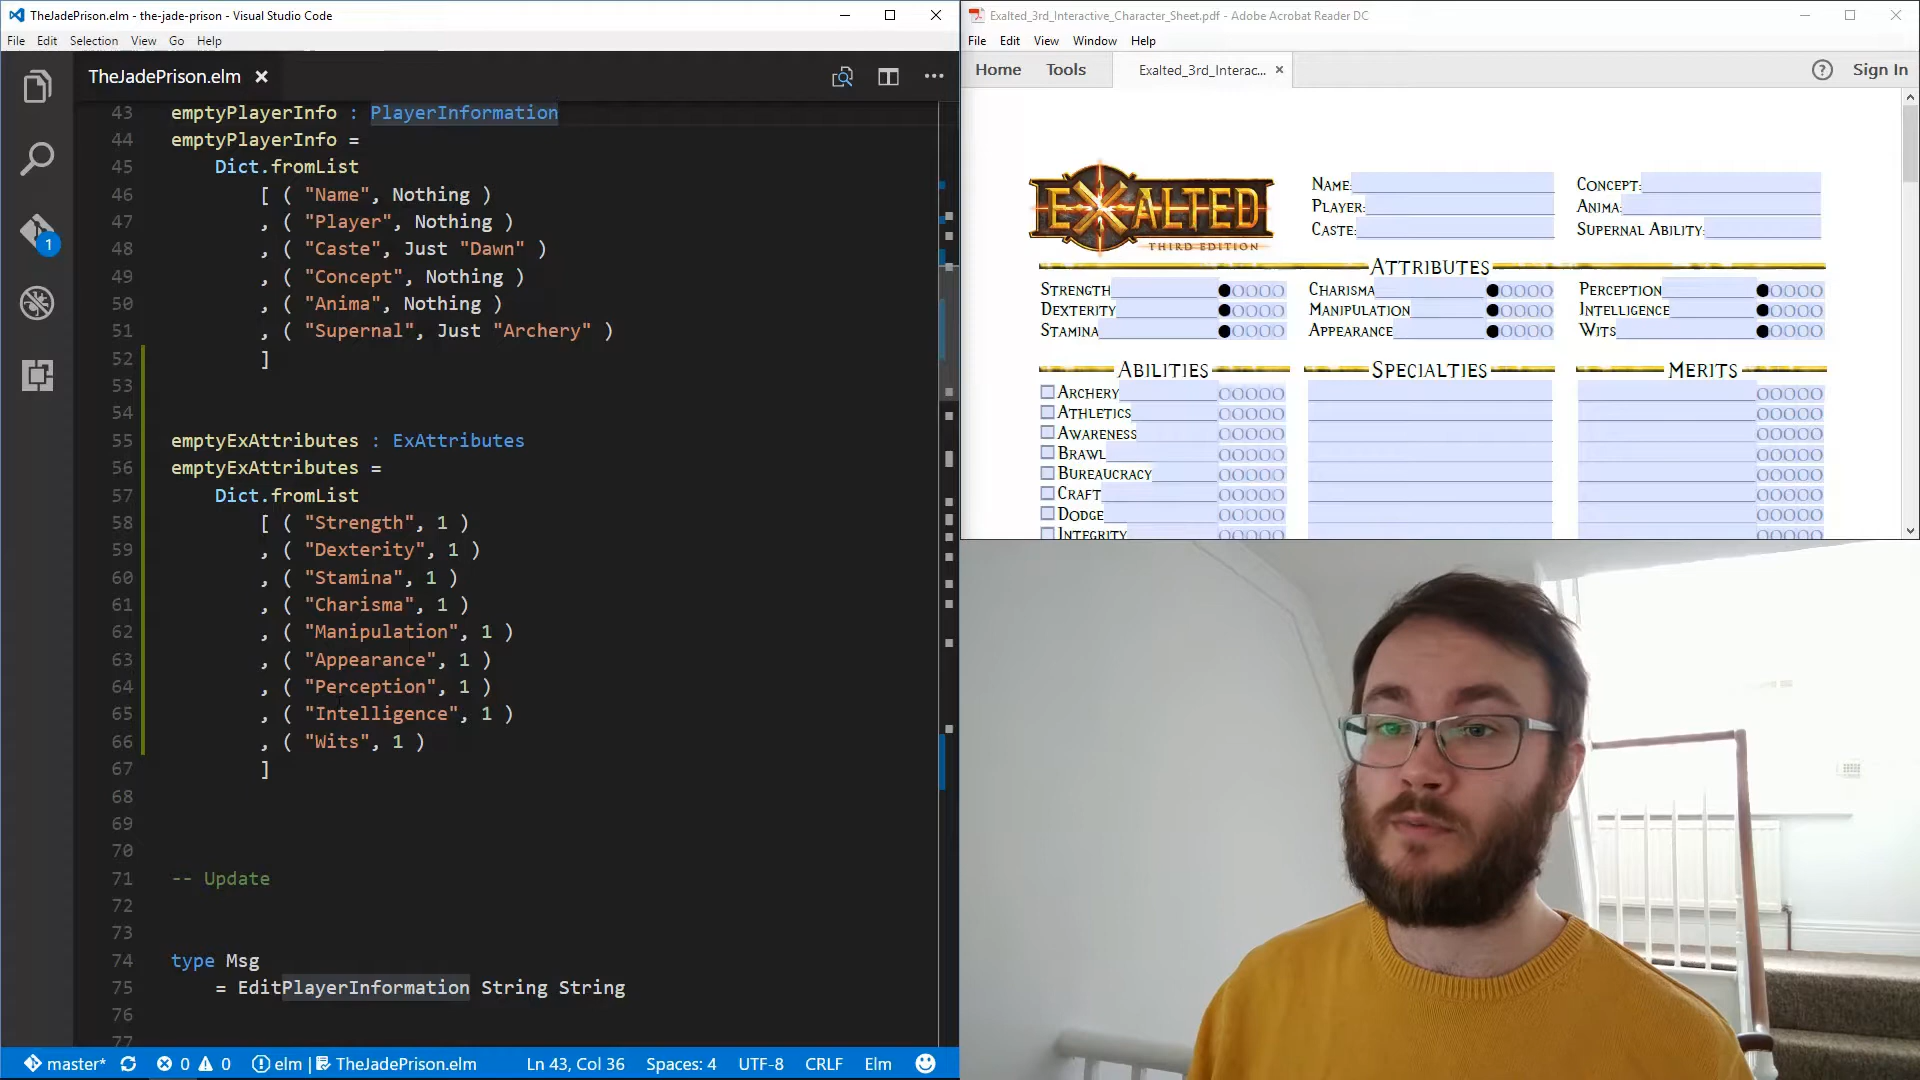 TheJadePrison.elm - the-jade-prison - Visual Studio Code
File Edit Selection View Go Help
TheJadePrison.elm
1
43 emptyPlayerInfo : PlayerInformation
44 emptyPlayerInfo =
45 Dict.fromList
46 [ ( "Name", Nothing )
47 , ( "Player", Nothing )
48 , ( "Caste", Just "Dawn" )
49 , ( "Concept", Nothing )
50 , ( "Anima", Nothing )
51 , ( "Supernal", Just "Archery" )
52 ]
53
54
55 emptyExAttributes : ExAttributes
56 emptyExAttributes =
57 Dict.fromList
58 [ ( "Strength", 1 )
59 , ( "Dexterity", 1 )
60 , ( "Stamina", 1 )
61 , ( "Charisma", 1 )
62 , ( "Manipulation", 1 )
63 , ( "Appearance", 1 )
64 , ( "Perception", 1 )
65 , ( "Intelligence", 1 )
66 , ( "Wits", 1 )
67 ]
68
69
70
71 -- Update
72
73
74 type Msg
75 = EditPlayerInformation String String
76
77
master* 0 0 elm TheJadePrison.elm Ln 43, Col 36 Spaces: 4 UTF-8 CRLF Elm
Exalted_3rd_Interactive_Character_Sheet.pdf - Adobe Acrobat Reader DC
File Edit View Window Help
Home Tools Exalted_3rd_Interac... Sign In
EXALTED
THIRD EDITION
NAME: CONCEPT:
PLAYER: ANIMA:
CASTE: SUPERNAL ABILITY:
ATTRIBUTES
STRENGTH CHARISMA PERCEPTION
DEXTERITY MANIPULATION INTELLIGENCE
STAMINA APPEARANCE WITS
ABILITIES SPECIALTIES MERITS
ARCHERY
ATHLETICS
AWARENESS
BRAWL
BUREAUCRACY
CRAFT
DODGE
INTEGRITY